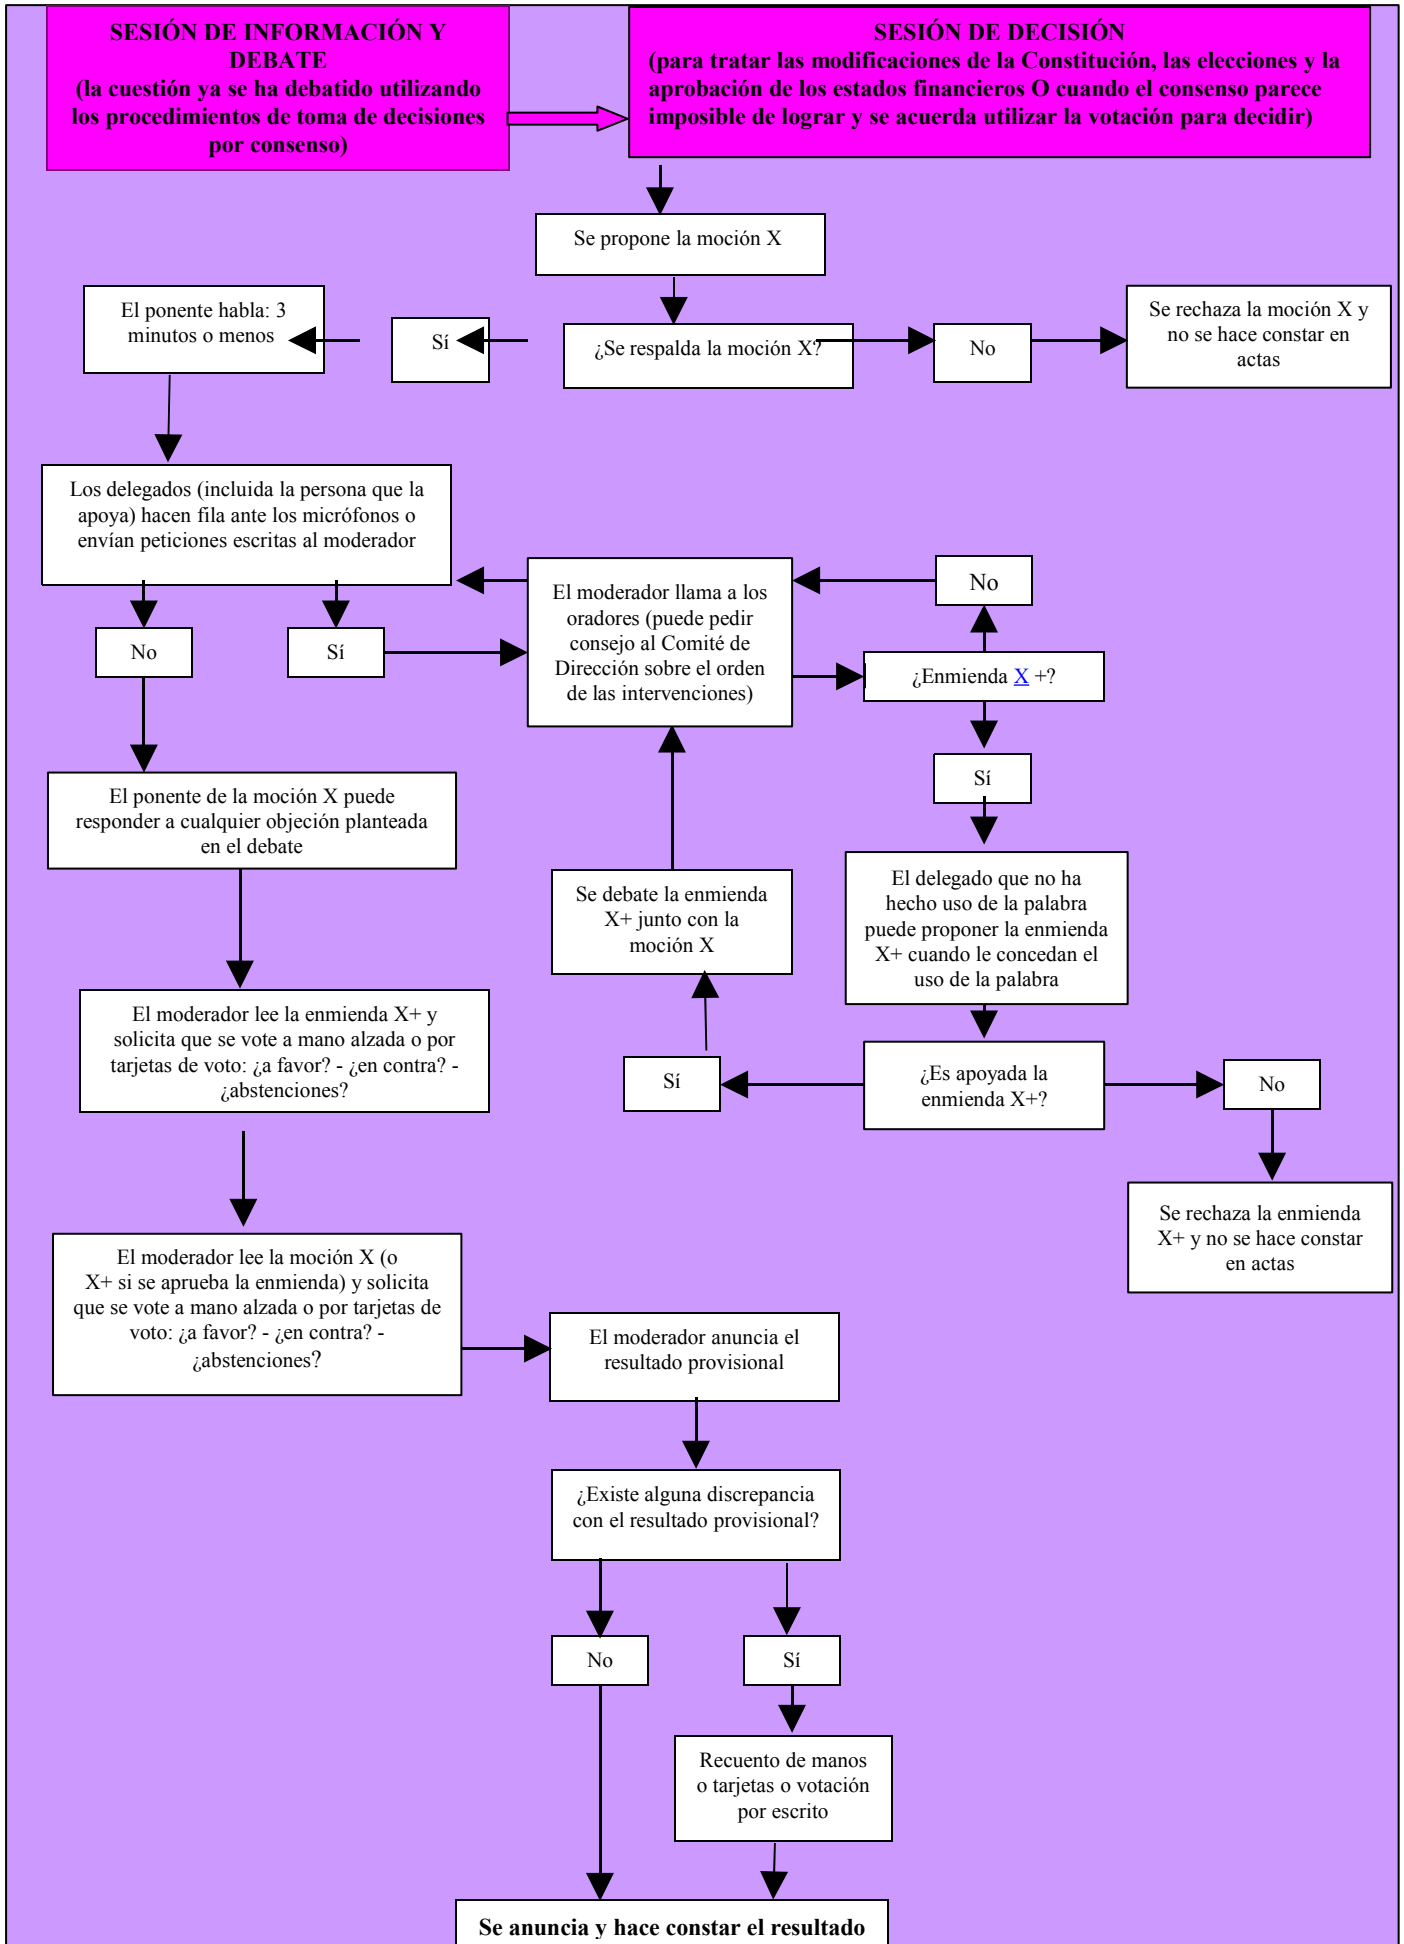 SESIÓN DE INFORMACIÓN Y
DEBATE
(la cuestión ya se ha debatido utilizando
los procedimientos de toma de decisiones
por consenso)
SESIÓN DE DECISIÓN
(para tratar las modificaciones de la Constitución, las elecciones y la
aprobación de los estados financieros O cuando el consenso parece
imposible de lograr y se acuerda utilizar la votación para decidir)
Se propone la moción X
El ponente habla: 3
minutos o menos
Sí
¿Se respalda la moción X?
No
Se rechaza la moción X y
no se hace constar en
actas
Los delegados (incluida la persona que la
apoya) hacen fila ante los micrófonos o
envían peticiones escritas al moderador
No
Sí
El moderador llama a los
oradores (puede pedir
consejo al Comité de
Dirección sobre el orden
de las intervenciones)
No
¿Enmienda X +?
Sí
El ponente de la moción X puede
responder a cualquier objeción planteada
en el debate
Se debate la enmienda
X+ junto con la
moción X
El delegado que no ha
hecho uso de la palabra
puede proponer la enmienda
X+ cuando le concedan el
uso de la palabra
El moderador lee la enmienda X+ y
solicita que se vote a mano alzada o por
tarjetas de voto: ¿a favor? - ¿en contra? -
¿abstenciones?
Sí
¿Es apoyada la
enmienda X+?
No
Se rechaza la enmienda
X+ y no se hace constar
en actas
El moderador lee la moción X (o
X+ si se aprueba la enmienda) y solicita
que se vote a mano alzada o por tarjetas de
voto: ¿a favor? - ¿en contra? -
¿abstenciones?
El moderador anuncia el
resultado provisional
¿Existe alguna discrepancia
con el resultado provisional?
No
Sí
Recuento de manos
o tarjetas o votación
por escrito
Se anuncia y hace constar el resultado